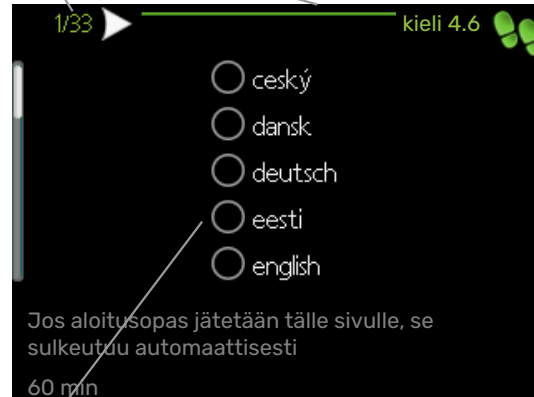 1/33
kieli 4.6
ceský
dansk
deutsch
eesti
english
Jos aloitusopas jätetään tälle sivulle, se
sulkeutuu automaattisesti
60 min